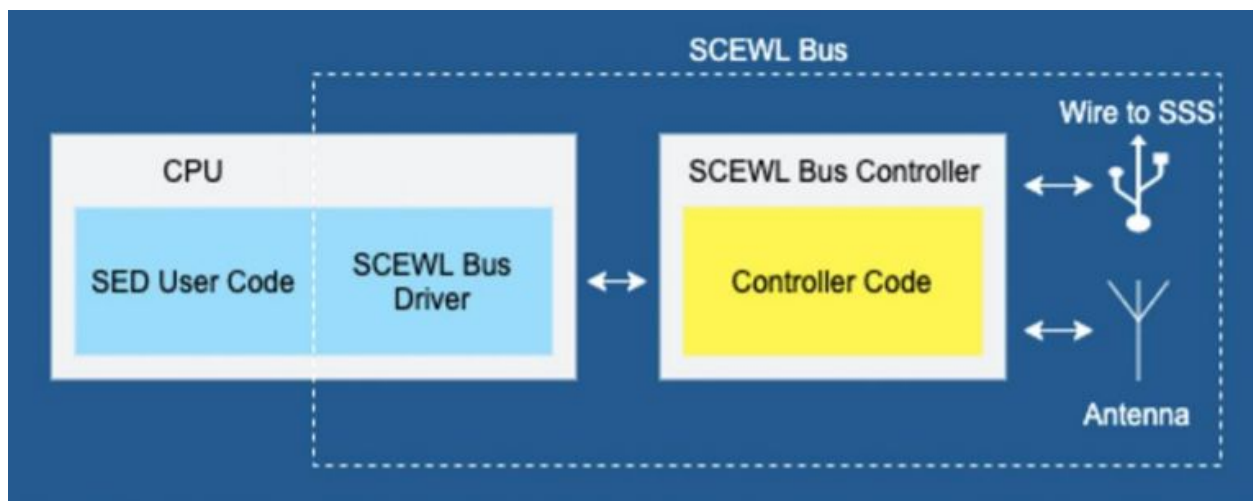 SCEWL Bus
Wire to SSS
CPU
SCEWL Bus Controller
SED User Code
SCEWL Bus
Driver
Controller Code
Antenna